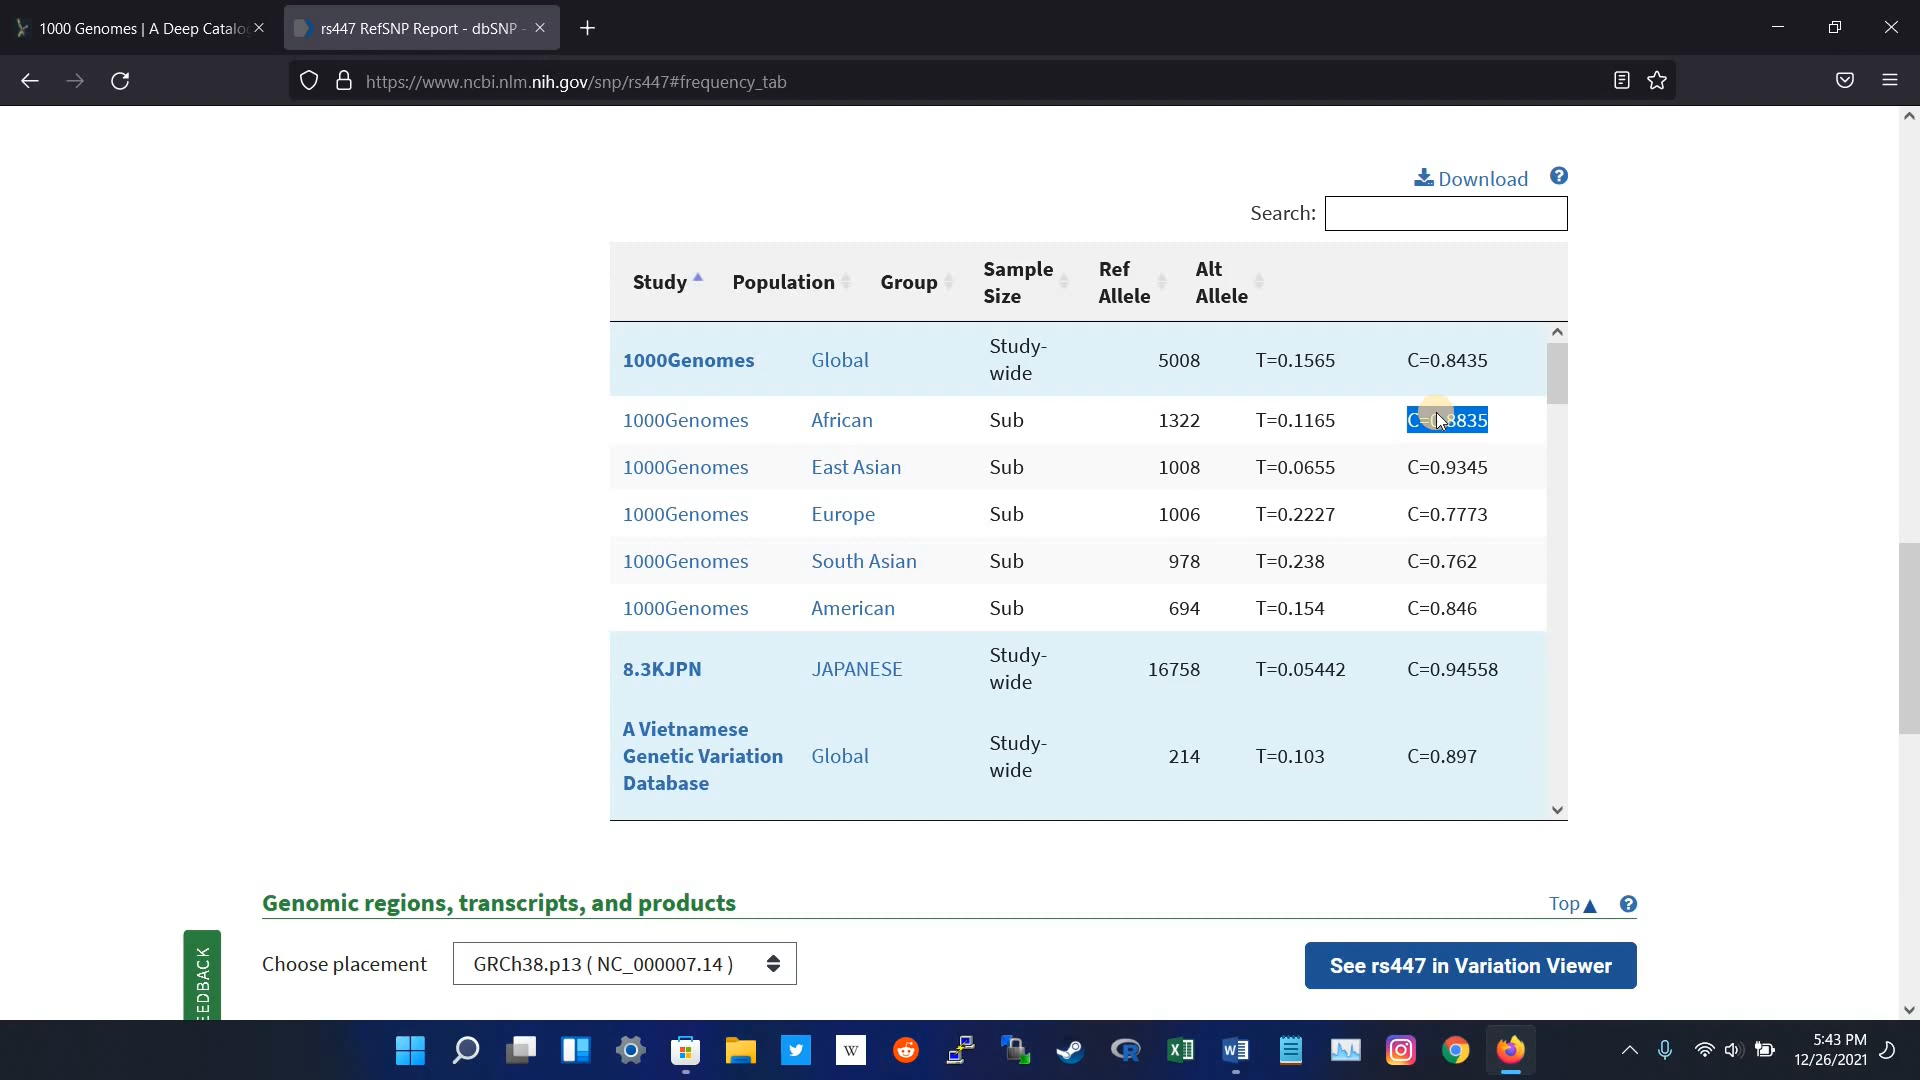 1000 Genomes | A Deep Catalo
rs447 RefSNP Report - dbSNP -
https://www.ncbi.nlm.nih.gov/snp/rs447#frequency_tab
Download
Search:
Study Population Group Sample Size Ref Allele Alt Allele
1000Genomes Global Study-wide 5008 T=0.1565 C=0.8435
1000Genomes African Sub 1322 T=0.1165 C=0.8835
1000Genomes East Asian Sub 1008 T=0.0655 C=0.9345
1000Genomes Europe Sub 1006 T=0.2227 C=0.7773
1000Genomes South Asian Sub 978 T=0.238 C=0.762
1000Genomes American Sub 694 T=0.154 C=0.846
8.3KJPN JAPANESE Study-wide 16758 T=0.05442 C=0.94558
A Vietnamese Genetic Variation Database Global Study-wide 214 T=0.103 C=0.897
Genomic regions, transcripts, and products
Top
Choose placement GRCh38.p13 ( NC_000007.14 ) See rs447 in Variation Viewer
EEDBACK
W
R
5:43 PM
12/26/2021